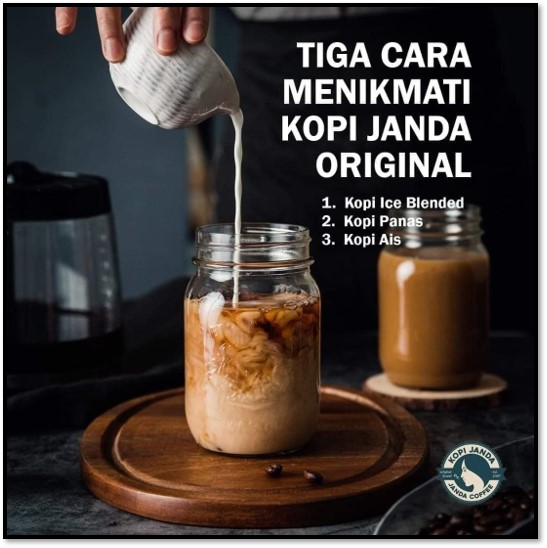 TIGA CARA
MENIKMATI
KOPI JANDA
ORIGINAL
1. Kopi Ice Blended
2. Kopi Panas
3. Kopi Ais
KOPI JANDA
JANDA COFFEE